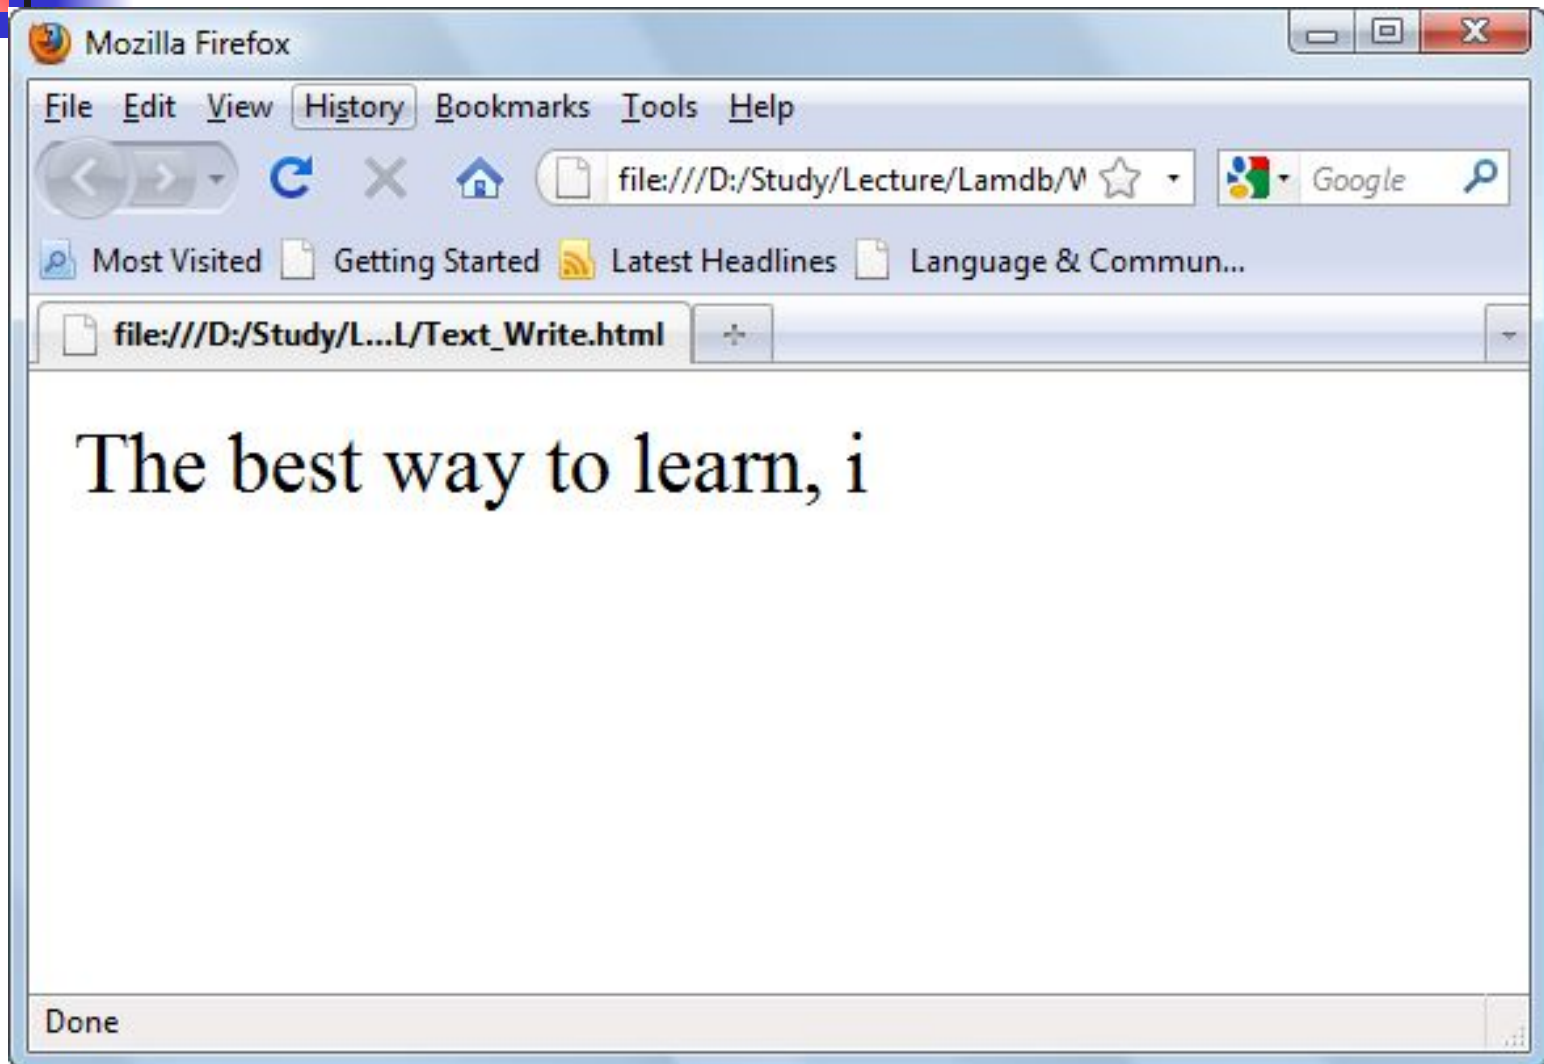 Mozilla Firefox
File Edit View History Bookmarks Tools Help
file:///D:/Study/Lecture/Lamdb/W Google
Most Visited Getting Started Latest Headlines Language & Commun...
file:///D:/Study/L...L/Text_Write.html
The best way to learn, i
Done